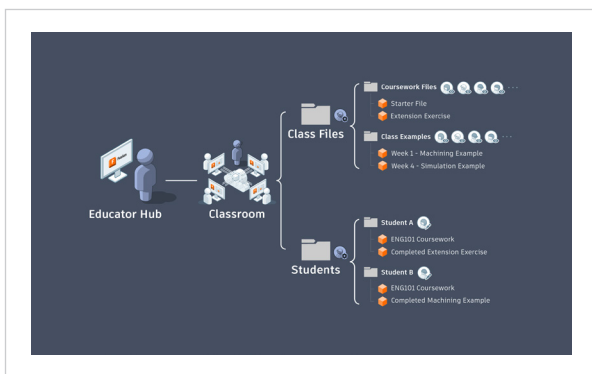 Educator Hub
Classroom
Class Files
Coursework Files
Starter File
Extension Exercise
Class Examples
Week 1 - Machining Example
Week 4 - Simulation Example
Students
Student A
ENG101 Coursework
Completed Extension Exercise
Student B
ENG101 Coursework
Completed Machining Example